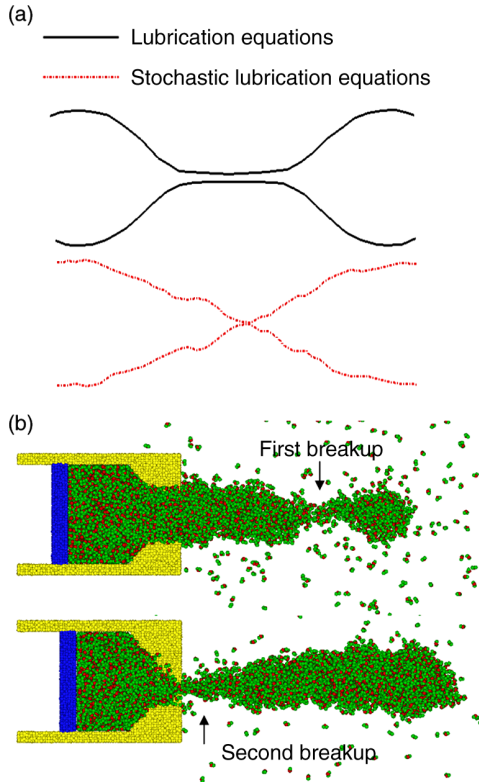 (a)
Lubrication equations
Stochastic lubrication equations
(b)
First breakup
Second breakup